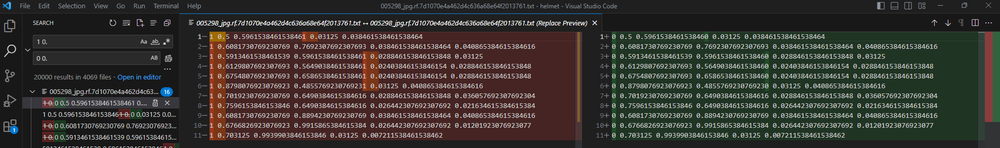 File Edit Selection View Go Run Terminal Help
005298_jpg.rf.7d1070e4a462d4c636a68e64f2013761.txt - helmet - Visual Studio Code
SEARCH
1 0.
Aa ab .*
0 0.
AB
20000 results in 4069 files - Open in editor
005298_jpg.rf.7d1070e4a462d4c63... 16
1 0.0 0.5 0.5961538461538461 0....
1 0.5 0.5961538461538461 0.0 0.03125 0.0...
1 0.0 0.6081730769230769 0.76923076923...
1 0.0 0.5913461538461539 0.59615384615...
1
005298_jpg.rf.7d1070e4a462d4c636a68e64f2013761.txt ↔ 005298_jpg.rf.7d1070e4a462d4c636a68e64f2013761.txt (Replace Preview)
1− 1 0.5 0.5961538461538461 0.03125 0.038461538461538464
2− 1 0.6081730769230769 0.7692307692307693 0.038461538461538464 0.040865384615384616
3− 1 0.5913461538461539 0.5961538461538461 0.028846153846153848 0.03125
4− 1 0.6129807692307693 0.5649038461538461 0.02403846153846154 0.028846153846153848
5− 1 0.6754807692307693 0.6586538461538461 0.02403846153846154 0.028846153846153848
6− 1 0.8798076923076923 0.4855769230769231 0.03125 0.040865384615384616
7− 1 0.7019230769230769 0.6490384615384616 0.028846153846153848 0.036057692307692304
8− 1 0.7596153846153846 0.6490384615384616 0.026442307692307692 0.021634615384615384
9− 1 0.6081730769230769 0.8894230769230769 0.038461538461538464 0.040865384615384616
10− 1 0.6766826923076923 0.9915865384615384 0.026442307692307692 0.01201923076923077
11− 1 0.703125 0.9939903846153846 0.03125 0.007211538461538462
1+ 0 0.5 0.5961538461538460 0.03125 0.038461538461538464
2+ 0 0.6081730769230769 0.7692307692307693 0.038461538461538464 0.040865384615384616
3+ 0 0.5913461538461539 0.5961538461538460 0.028846153846153848 0.03125
4+ 0 0.6129807692307693 0.5649038461538460 0.02403846153846154 0.028846153846153848
5+ 0 0.6754807692307693 0.6586538461538460 0.02403846153846154 0.028846153846153848
6+ 0 0.8798076923076923 0.4855769230769230 0.03125 0.040865384615384616
7+ 0 0.7019230769230769 0.6490384615384616 0.028846153846153848 0.036057692307692304
8+ 0 0.7596153846153846 0.6490384615384616 0.026442307692307692 0.021634615384615384
9+ 0 0.6081730769230769 0.8894230769230769 0.038461538461538464 0.040865384615384616
10+ 0 0.6766826923076923 0.9915865384615384 0.026442307692307692 0.01201923076923077
11+ 0 0.703125 0.9939903846153846 0.03125 0.007211538461538462